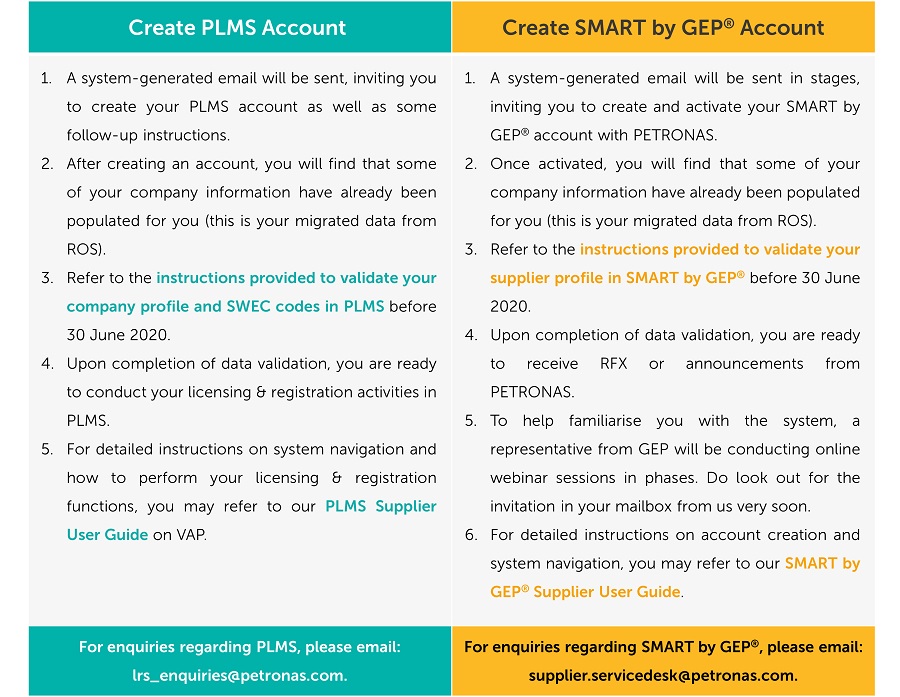 Create PLMS Account
1. A system-generated email will be sent, inviting you
to create your PLMS account as well as some
follow-up instructions.
2. After creating an account, you will find that some
of your company information have already been
populated for you (this is your migrated data from
ROS).
3. Refer to the instructions provided to validate your
company profile and SWEC codes in PLMS before
30 June 2020.
4. Upon completion of data validation, you are ready
to conduct your licensing & registration activities in
PLMS.
5. For detailed instructions on system navigation and
how to perform your licensing & registration
functions, you may refer to our PLMS Supplier
User Guide on VAP.
For enquiries regarding PLMS, please email:
lrs_enquiries@petronas.com.
Create SMART by GEP® Account
1. A system-generated email will be sent in stages,
inviting you to create and activate your SMART by
GEP® account with PETRONAS.
2. Once activated, you will find that some of your
company information have already been populated
for you (this is your migrated data from ROS).
3. Refer to the instructions provided to validate your
supplier profile in SMART by GEP® before 30 June
2020.
4. Upon completion of data validation, you are ready
to receive RFX or announcements from
PETRONAS.
5. To help familiarise you with the system, a
representative from GEP will be conducting online
webinar sessions in phases. Do look out for the
invitation in your mailbox from us very soon.
6. For detailed instructions on account creation and
system navigation, you may refer to our SMART by
GEP® Supplier User Guide.
For enquiries regarding SMART by GEP®, please email:
supplier.servicedesk@petronas.com.